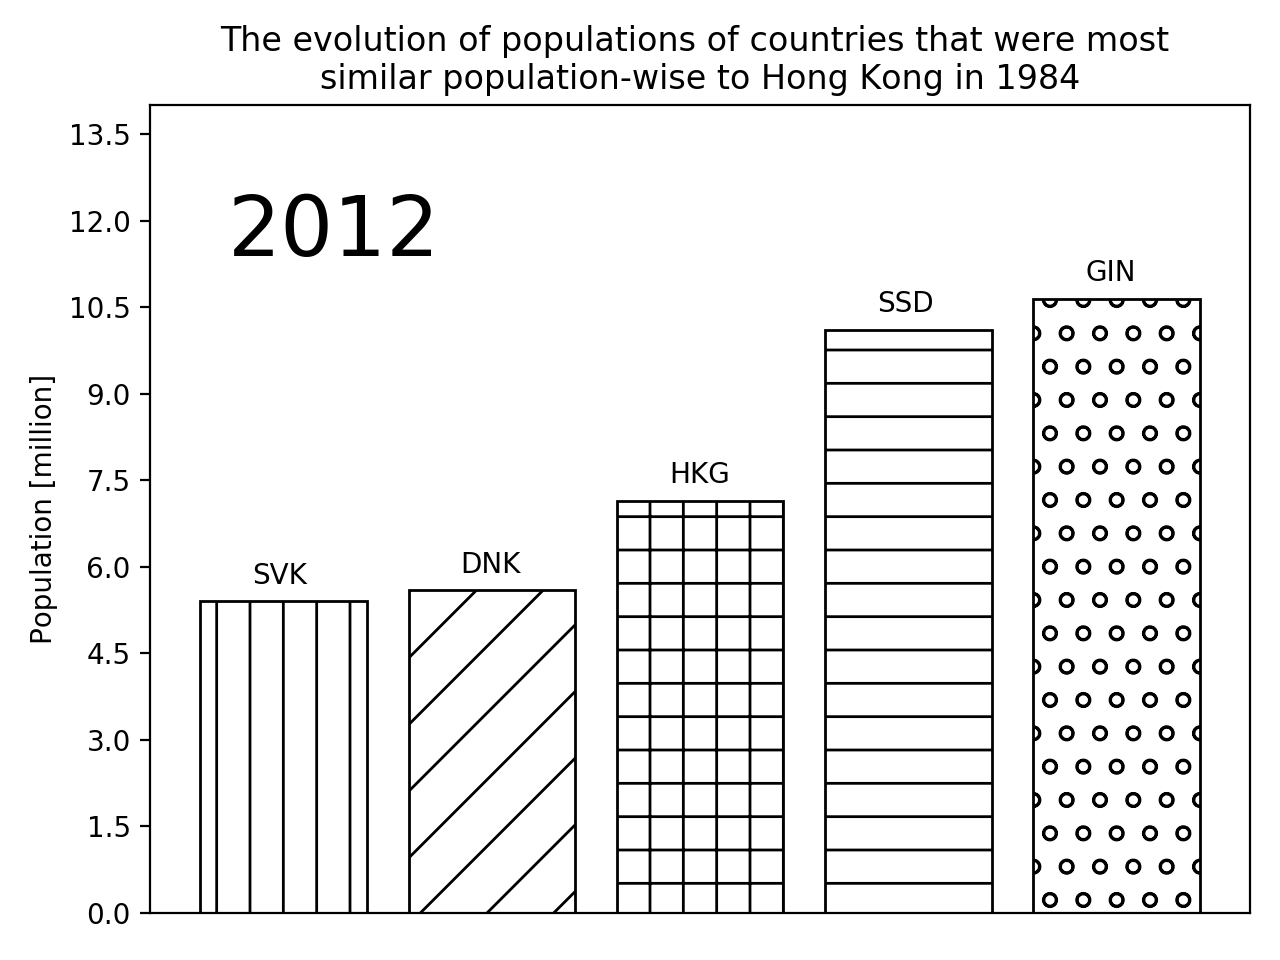 The evolution of populations of countries that were most
similar population-wise to Hong Kong in 1984
13.5
12.0
10.5
9.0
7.5
6.0
4.5
3.0
1.5
0.0
Population [million]
2012
SVK
DNK
HKG
SSD
GIN